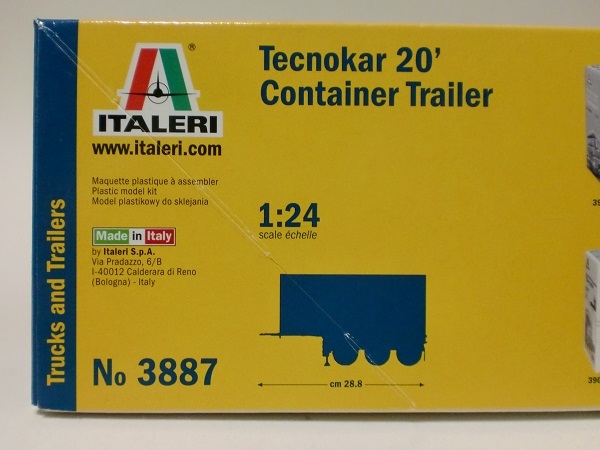 Tecnokar 20'
Container Trailer
®
ITALERI
www.italeri.com
Maquette plastique à assembler
Plastic model kit
Model plastikowy do sklejania
1:24
scale échelle
Made in Italy
by Italeri S.p.A.
Via Pradazzo, 6/B
I-40012 Calderara di Reno
(Bologna) - Italy
Trucks and Trailers
No 3887
cm 28.8
39
390